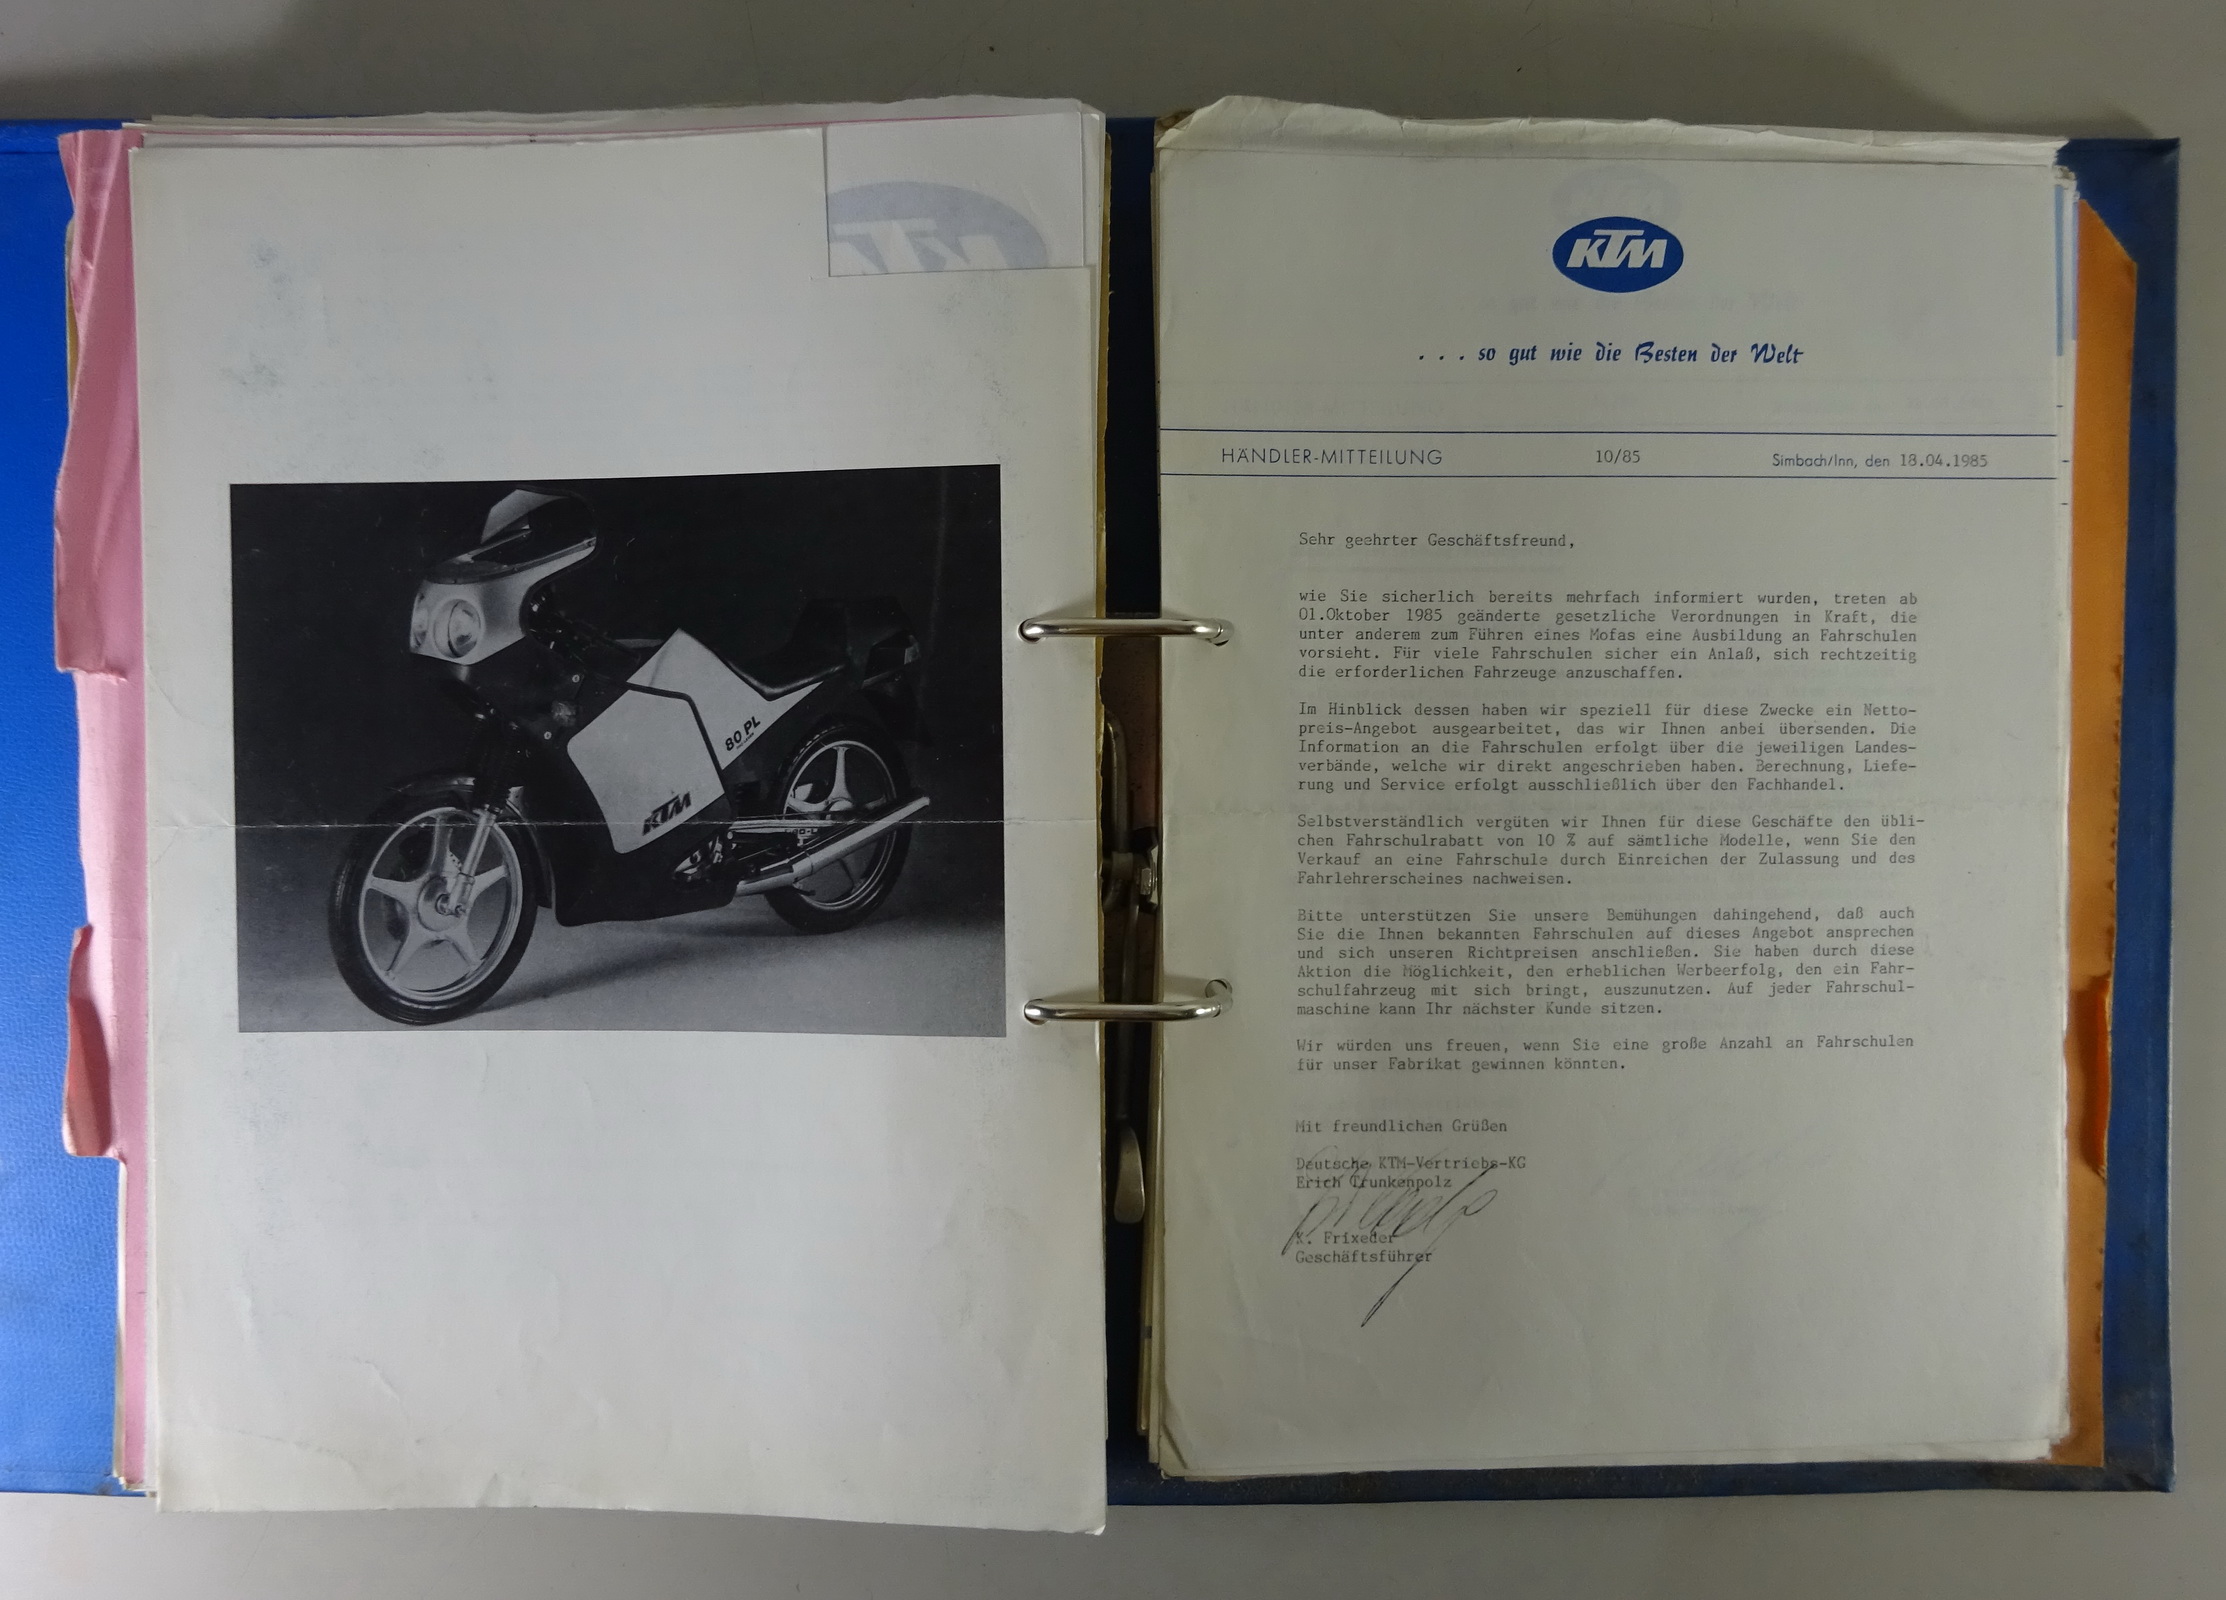 80 PL
KTM
KTM
. . . so gut wie die Besten der Welt
HÄNDLER-MITTEILUNG 10/85 Simbach/Inn, den 18.04.1985
Sehr geehrter Geschäftsfreund,
wie Sie sicherlich bereits mehrfach informiert wurden, treten ab
01.Oktober 1985 geänderte gesetzliche Verordnungen in Kraft, die
unter anderem zum Führen eines Mofas eine Ausbildung an Fahrschulen
vorsieht. Für viele Fahrschulen sicher ein Anlaß, sich rechtzeitig
die erforderlichen Fahrzeuge anzuschaffen.
Im Hinblick dessen haben wir speziell für diese Zwecke ein Netto-
preis-Angebot ausgearbeitet, das wir Ihnen anbei übersenden. Die
Information an die Fahrschulen erfolgt über die jeweiligen Landes-
verbände, welche wir direkt angeschrieben haben. Berechnung, Liefe-
rung und Service erfolgt ausschließlich über den Fachhandel.
Selbstverständlich vergüten wir Ihnen für diese Geschäfte den übli-
chen Fahrschulrabatt von 10 % auf sämtliche Modelle, wenn Sie den
Verkauf an eine Fahrschule durch Einreichen der Zulassung und des
Fahrlehrerscheines nachweisen.
Bitte unterstützen Sie unsere Bemühungen dahingehend, daß auch
Sie die Ihnen bekannten Fahrschulen auf dieses Angebot ansprechen
und sich unseren Richtpreisen anschließen. Sie haben durch diese
Aktion die Möglichkeit, den erheblichen Werbeerfolg, den ein Fahr-
schulfahrzeug mit sich bringt, auszunutzen. Auf jeder Fahrschul-
maschine kann Ihr nächster Kunde sitzen.
Wir würden uns freuen, wenn Sie eine große Anzahl an Fahrschulen
für unser Fabrikat gewinnen könnten.
Mit freundlichen Grüßen
Deutsche KTM-Vertriebs-KG
Erich Trunkenpolz
K. Frixeder
Geschäftsführer